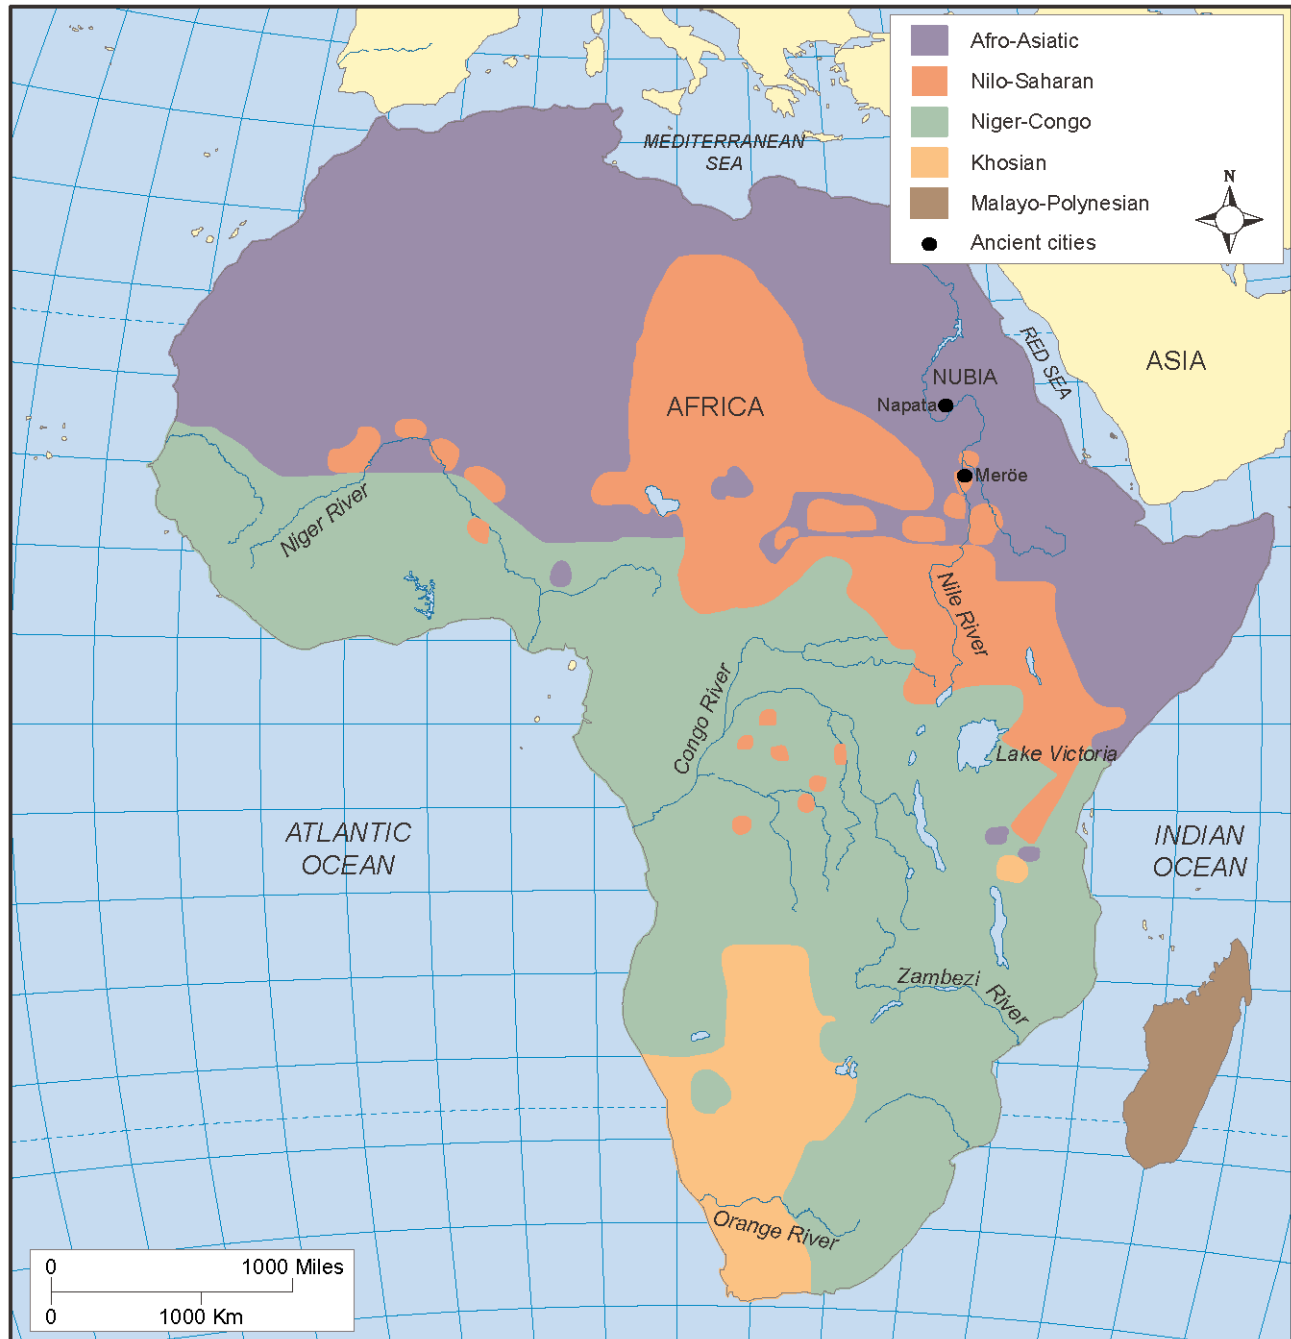 Afro-Asiatic
Nilo-Saharan
Niger-Congo
Khosian
Malayo-Polynesian
Ancient cities
N
MEDITERRANEAN
SEA
RED SEA
ASIA
NUBIA
Napata
AFRICA
Meröe
Niger River
Nile River
Congo River
Lake Victoria
ATLANTIC
OCEAN
INDIAN
OCEAN
Zambezi River
Orange River
0 1000 Miles
0 1000 Km